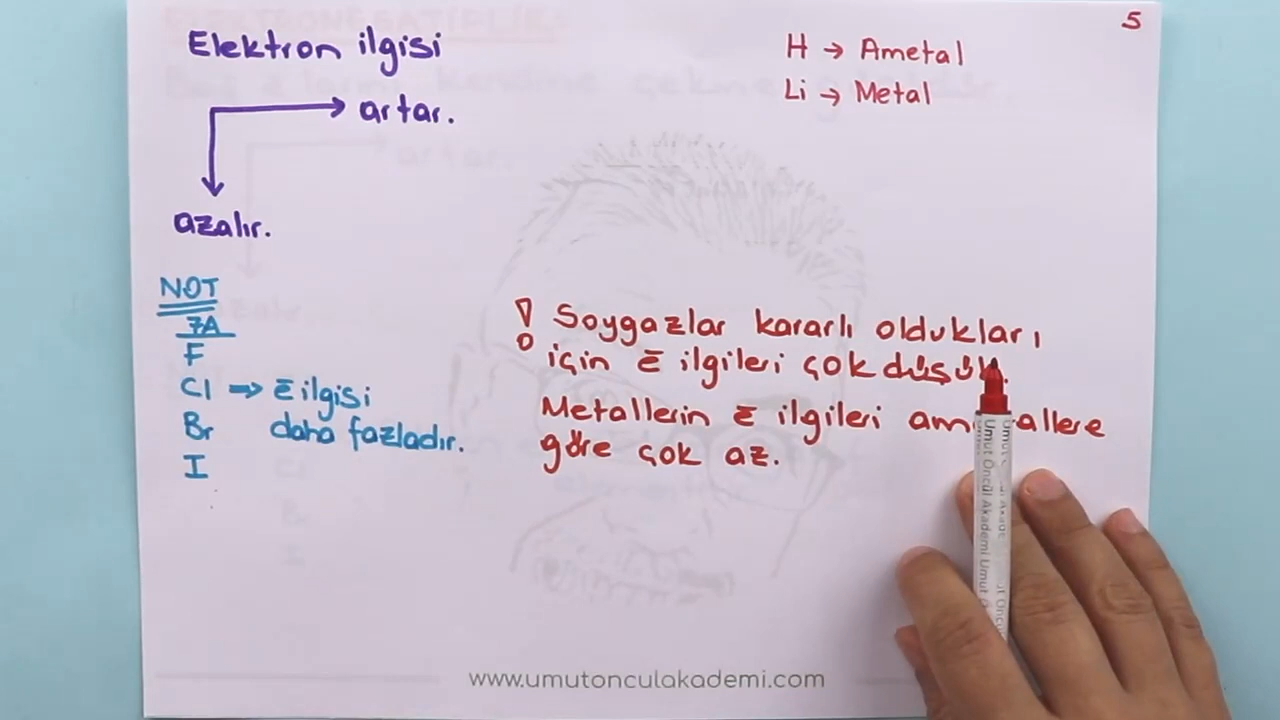 5
Elektron ilgisi
artar.
azalır.
H → Ametal
Li → Metal
NOT
7A
F
Cl ⇒ ē ilgisi
Br daha fazladır.
I
! Soygazlar kararlı oldukları
için ē ilgileri çok düşük.
Metallerin ē ilgileri ametallere
göre çok az.
www.umutonculakademi.com
Umut Öncül Akademi Umut